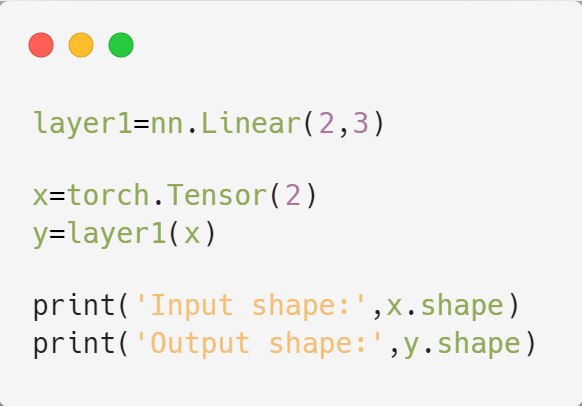 layer1=nn.Linear(2,3)
x=torch.Tensor(2)
y=layer1(x)
print('Input shape:',x.shape)
print('Output shape:',y.shape)